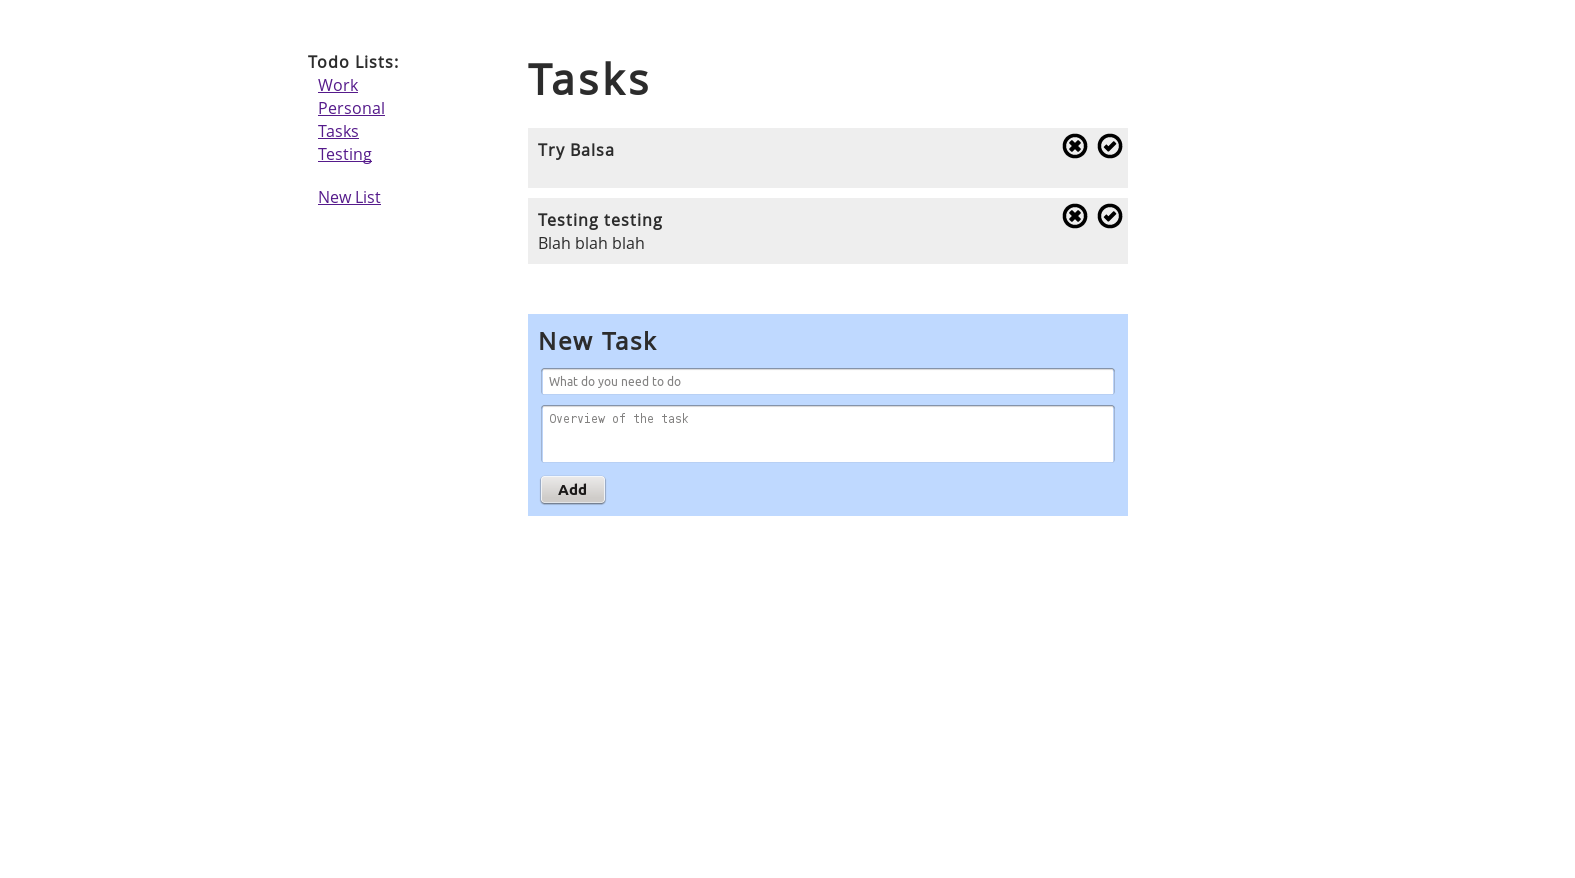 Todo Lists:
Work
Personal
Tasks
Testing
New List
Tasks
Try Balsa
Testing testing
Blah blah blah
New Task
What do you need to do
Overview of the task
Add